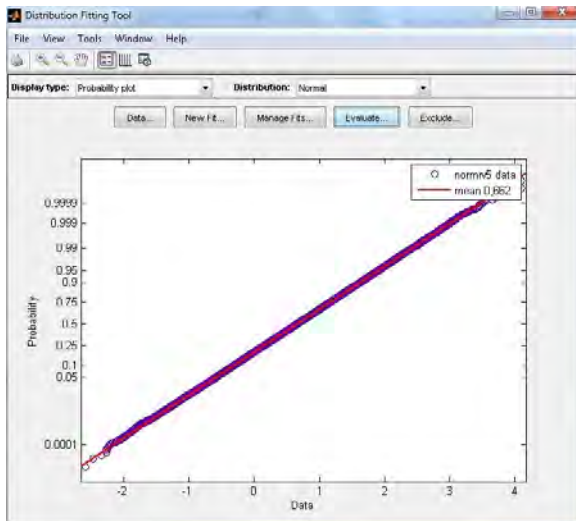 Distribution Fitting Tool
File View Tools Window Help
Display type: Probability plot Distribution: Normal
Data... New Fit... Manage Fits... Evaluate... Exclude...
normrv5 data
mean 0,662
0.9999
0.999
0.99
0.95
0.9
0.75
0.5
0.25
0.1
0.05
0.0001
Probability
-2 -1 0 1 2 3 4
Data